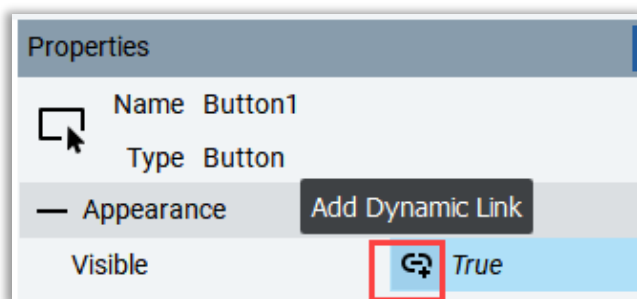 Properties
Name Button1
Type Button
Appearance
Add Dynamic Link
Visible True